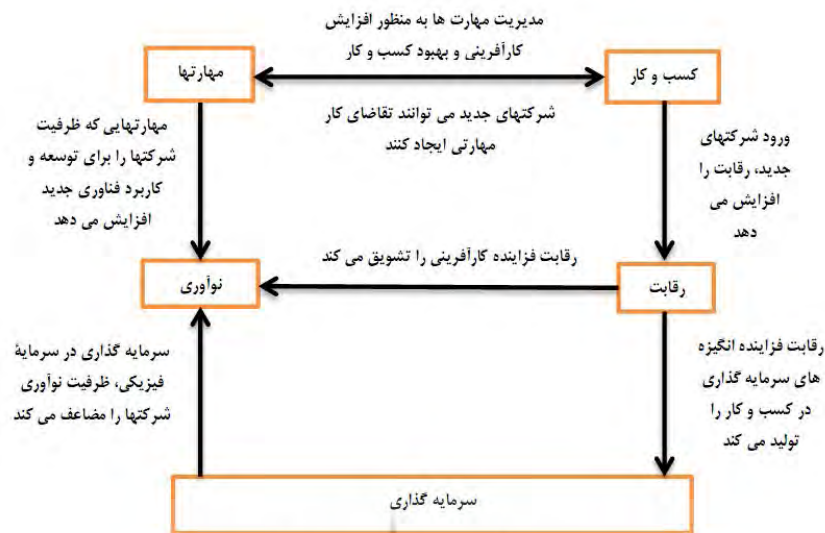 مدیریت مهارت ها به منظور افزایش
کارآفرینی و بهبود کسب و کار
کسب و کار
مهارتها
شرکتهای جدید می توانند تقاضای کار
مهارتی ایجاد کنند
ورود شرکتهای
جدید، رقابت را
افزایش می
دهد
مهارتهایی که ظرفیت
شرکتها را برای توسعه و
کاربرد فناوری جدید
افزایش می دهد
رقابت فزاینده کارآفرینی را تشویق می کند
رقابت
نوآوری
رقابت فزاینده انگیزه
های سرمایه گذاری
در کسب و کار را
تولید می کند
سرمایه گذاری در سرمایۀ
فیزیکی، ظرفیت نوآوری
شرکتها را مضاعف می کند
سرمایه گذاری